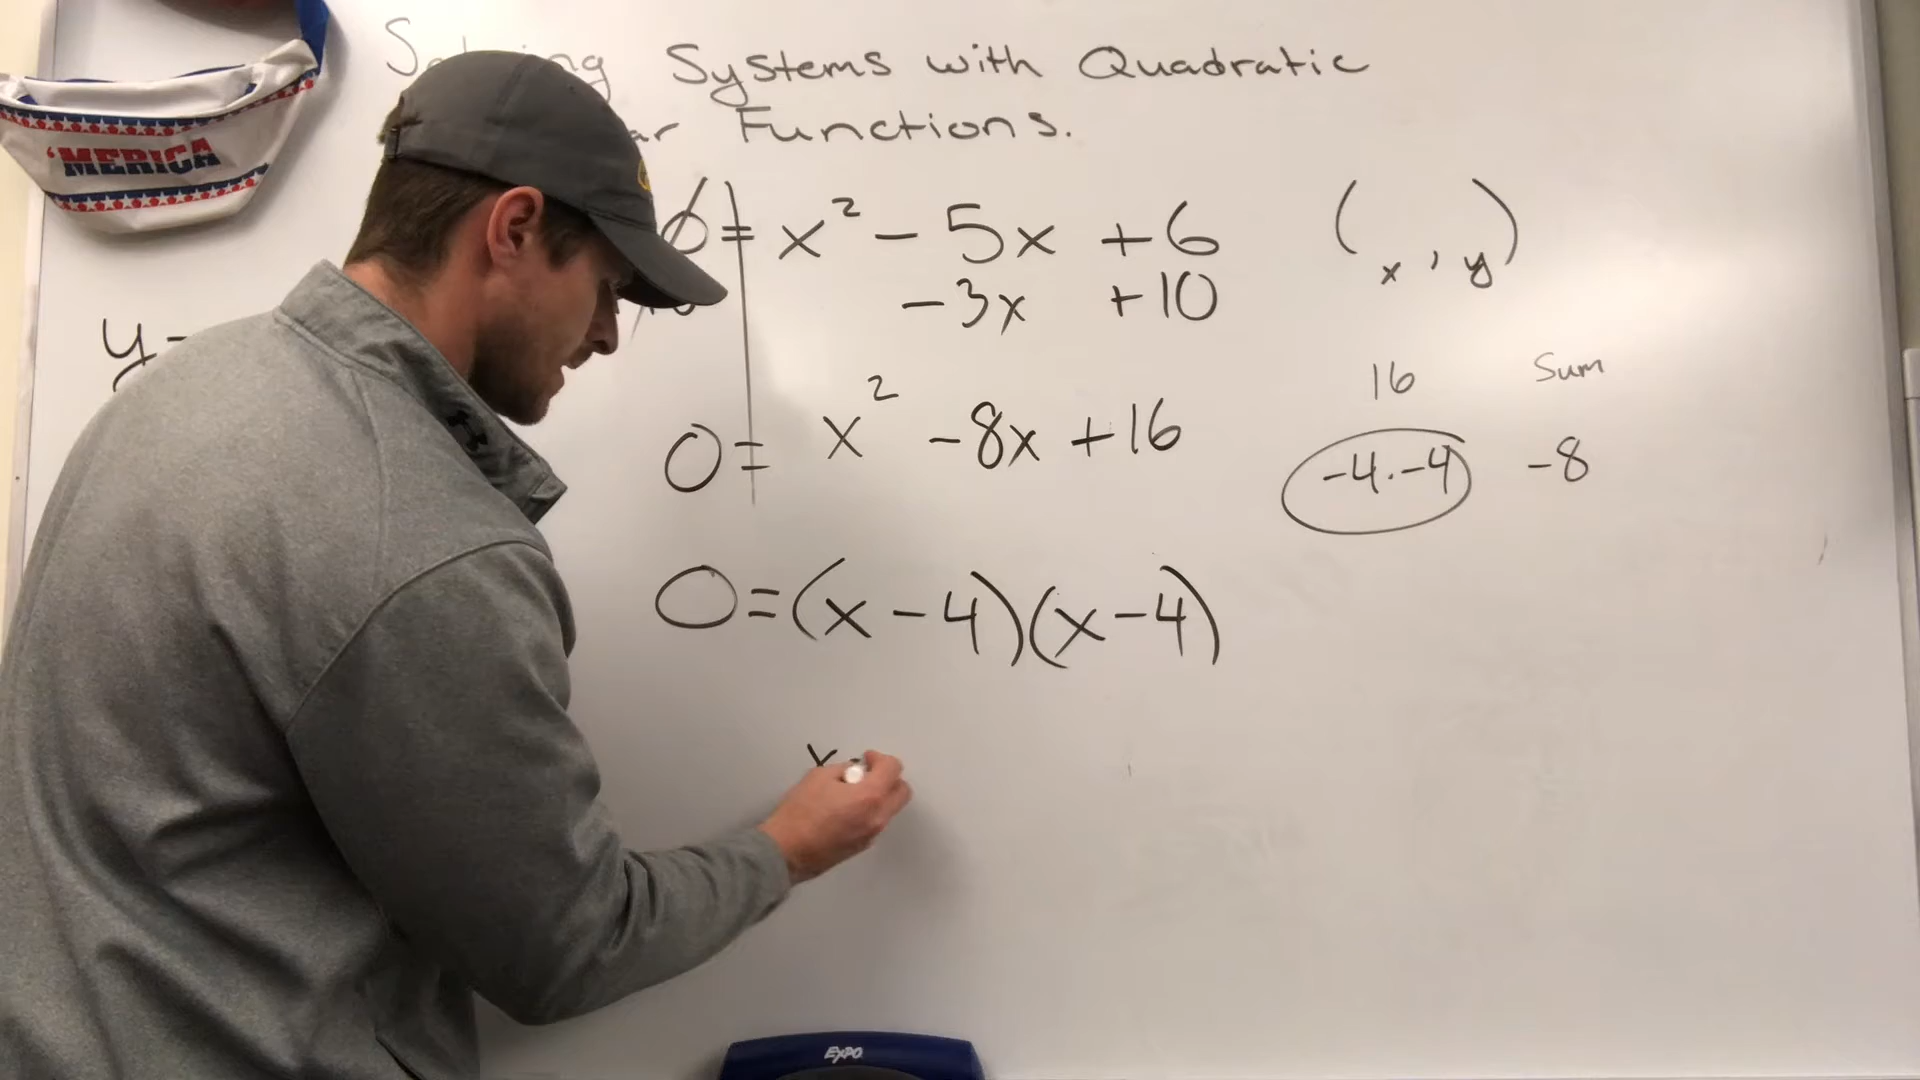 Systems with Quadratic
Functions.
'MERICA
= x² - 5x + 6
( x , y )
- 3x + 10
y -
16 Sum
0 = x² - 8x + 16
-4 · -4 -8
0 = (x - 4)(x - 4)
x
EXPO